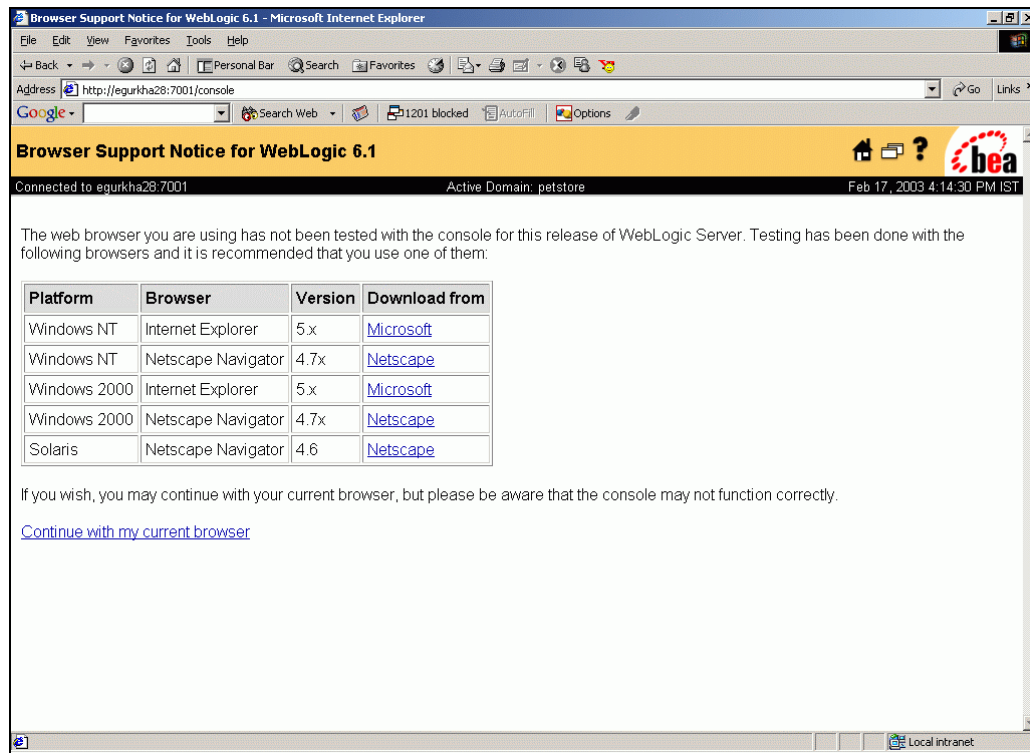 Browser Support Notice for WebLogic 6.1 - Microsoft Internet Explorer
File Edit View Favorites Tools Help
Back Personal Bar Search Favorites
Address http://egurkha28:7001/console Go Links
Google Search Web 1201 blocked AutoFill Options
Browser Support Notice for WebLogic 6.1 ? bea
Connected to egurkha28:7001 Active Domain: petstore Feb 17, 2003 4:14:30 PM IST
The web browser you are using has not been tested with the console for this release of WebLogic Server. Testing has been done with the
following browsers and it is recommended that you use one of them:
Platform Browser Version Download from
Windows NT Internet Explorer 5.x Microsoft
Windows NT Netscape Navigator 4.7x Netscape
Windows 2000 Internet Explorer 5.x Microsoft
Windows 2000 Netscape Navigator 4.7x Netscape
Solaris Netscape Navigator 4.6 Netscape
If you wish, you may continue with your current browser, but please be aware that the console may not function correctly.
Continue with my current browser
Local intranet